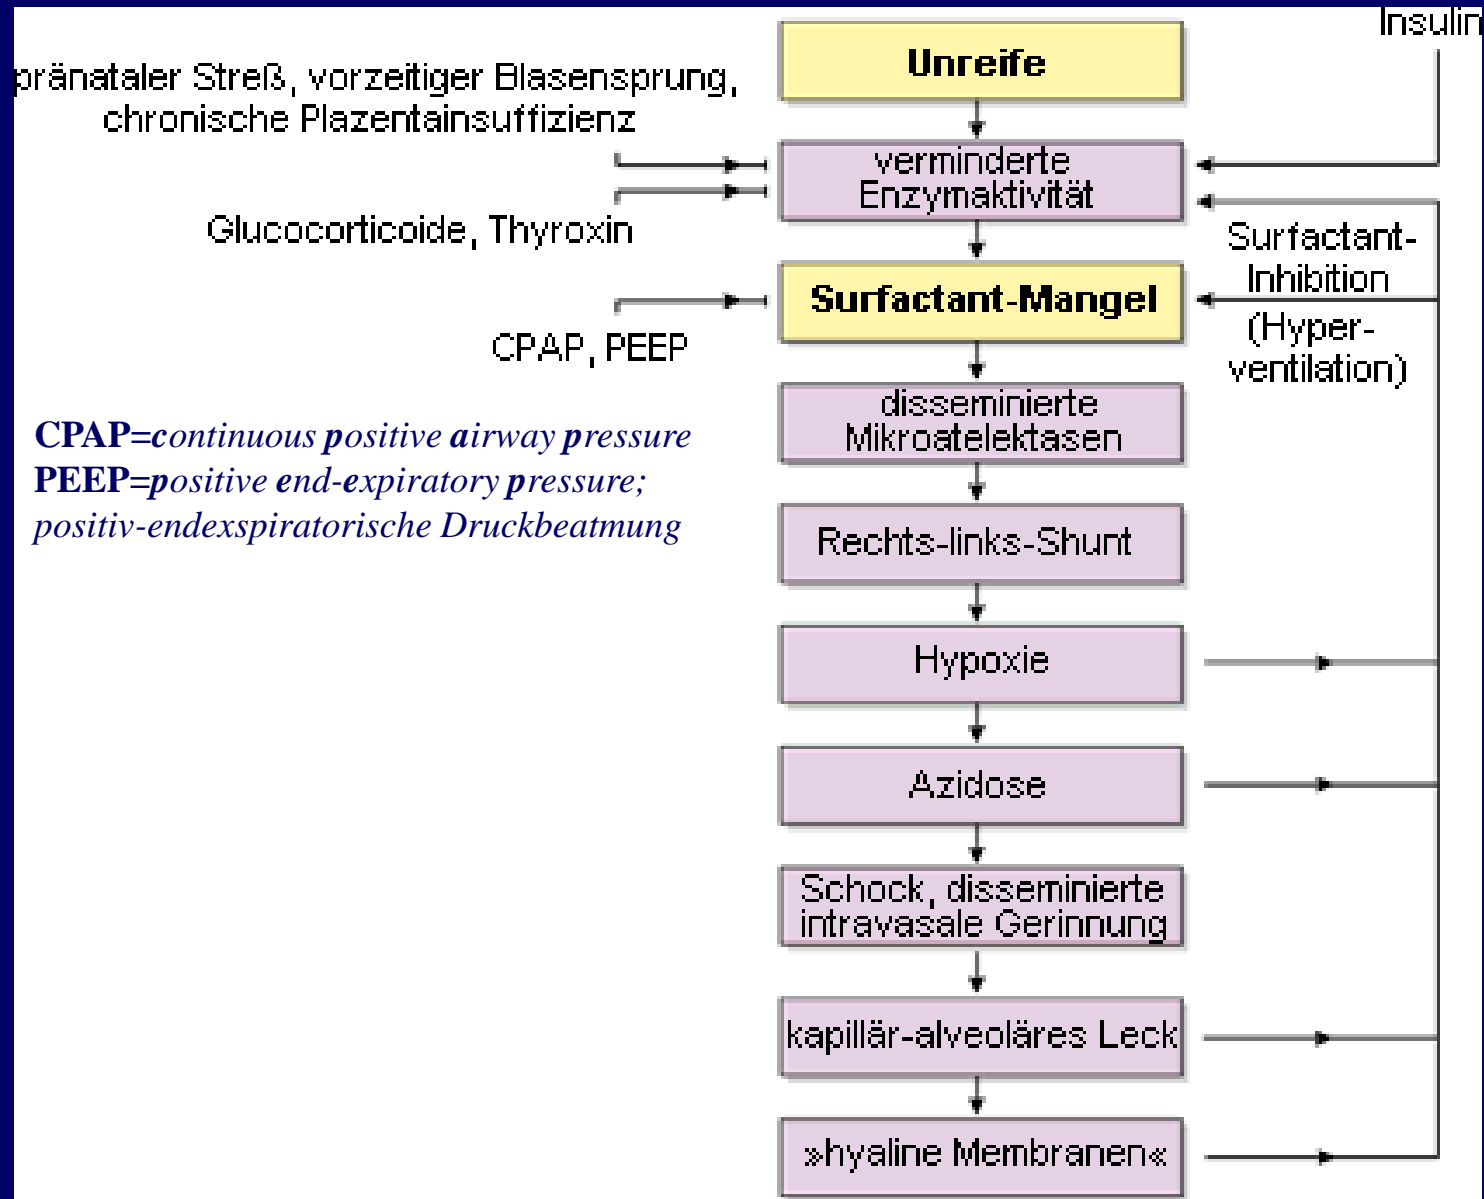 Insulin
pränataler Streß, vorzeitiger Blasensprung,
chronische Plazentainsuffizienz
Unreife
verminderte
Enzymaktivität
Glucocorticoide, Thyroxin
Surfactant-
Inhibition
(Hyper-
ventilation)
Surfactant-Mangel
CPAP, PEEP
disseminierte
Mikroatelektasen
CPAP=continuous positive airway pressure
PEEP=positive end-expiratory pressure;
positiv-endexspiratorische Druckbeatmung
Rechts-links-Shunt
Hypoxie
Azidose
Schock, disseminierte
intravasale Gerinnung
kapillär-alveoläres Leck
»hyaline Membranen«